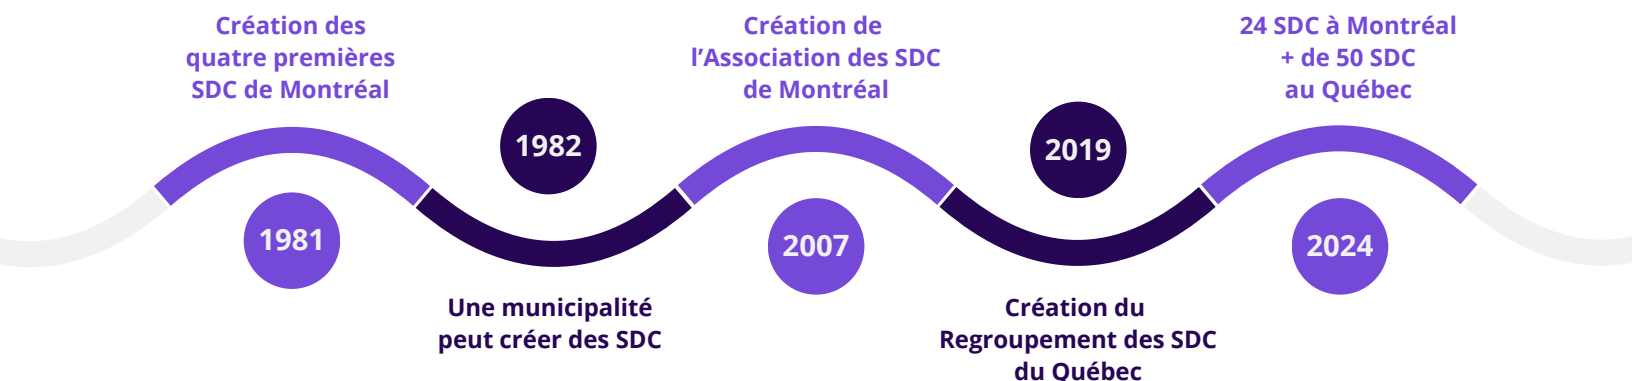 Création des
quatre premières
SDC de Montréal
1981
1982
Une municipalité
peut créer des SDC
Création de
l’Association des SDC
de Montréal
2007
2019
Création du
Regroupement des SDC
du Québec
24 SDC à Montréal
+ de 50 SDC
au Québec
2024